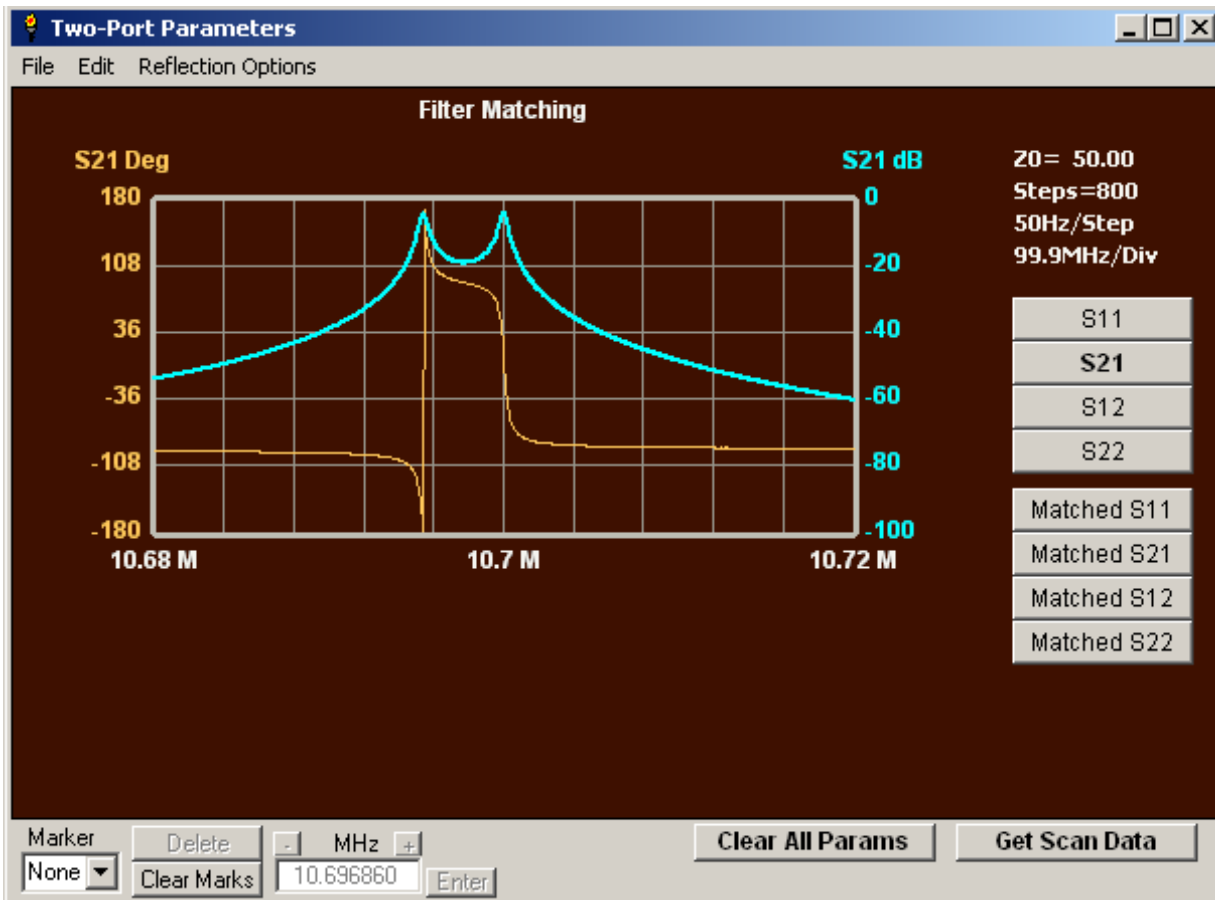 Two-Port Parameters
File Edit Reflection Options
Filter Matching
S21 Deg
S21 dB
180
108
36
-36
-108
-180
0
-20
-40
-60
-80
-100
10.68 M
10.7 M
10.72 M
Z0= 50.00
Steps=800
50Hz/Step
99.9MHz/Div
S11
S21
S12
S22
Matched S11
Matched S21
Matched S12
Matched S22
Marker
None
Delete
Clear Marks
- MHz +
10.696860
Enter
Clear All Params
Get Scan Data